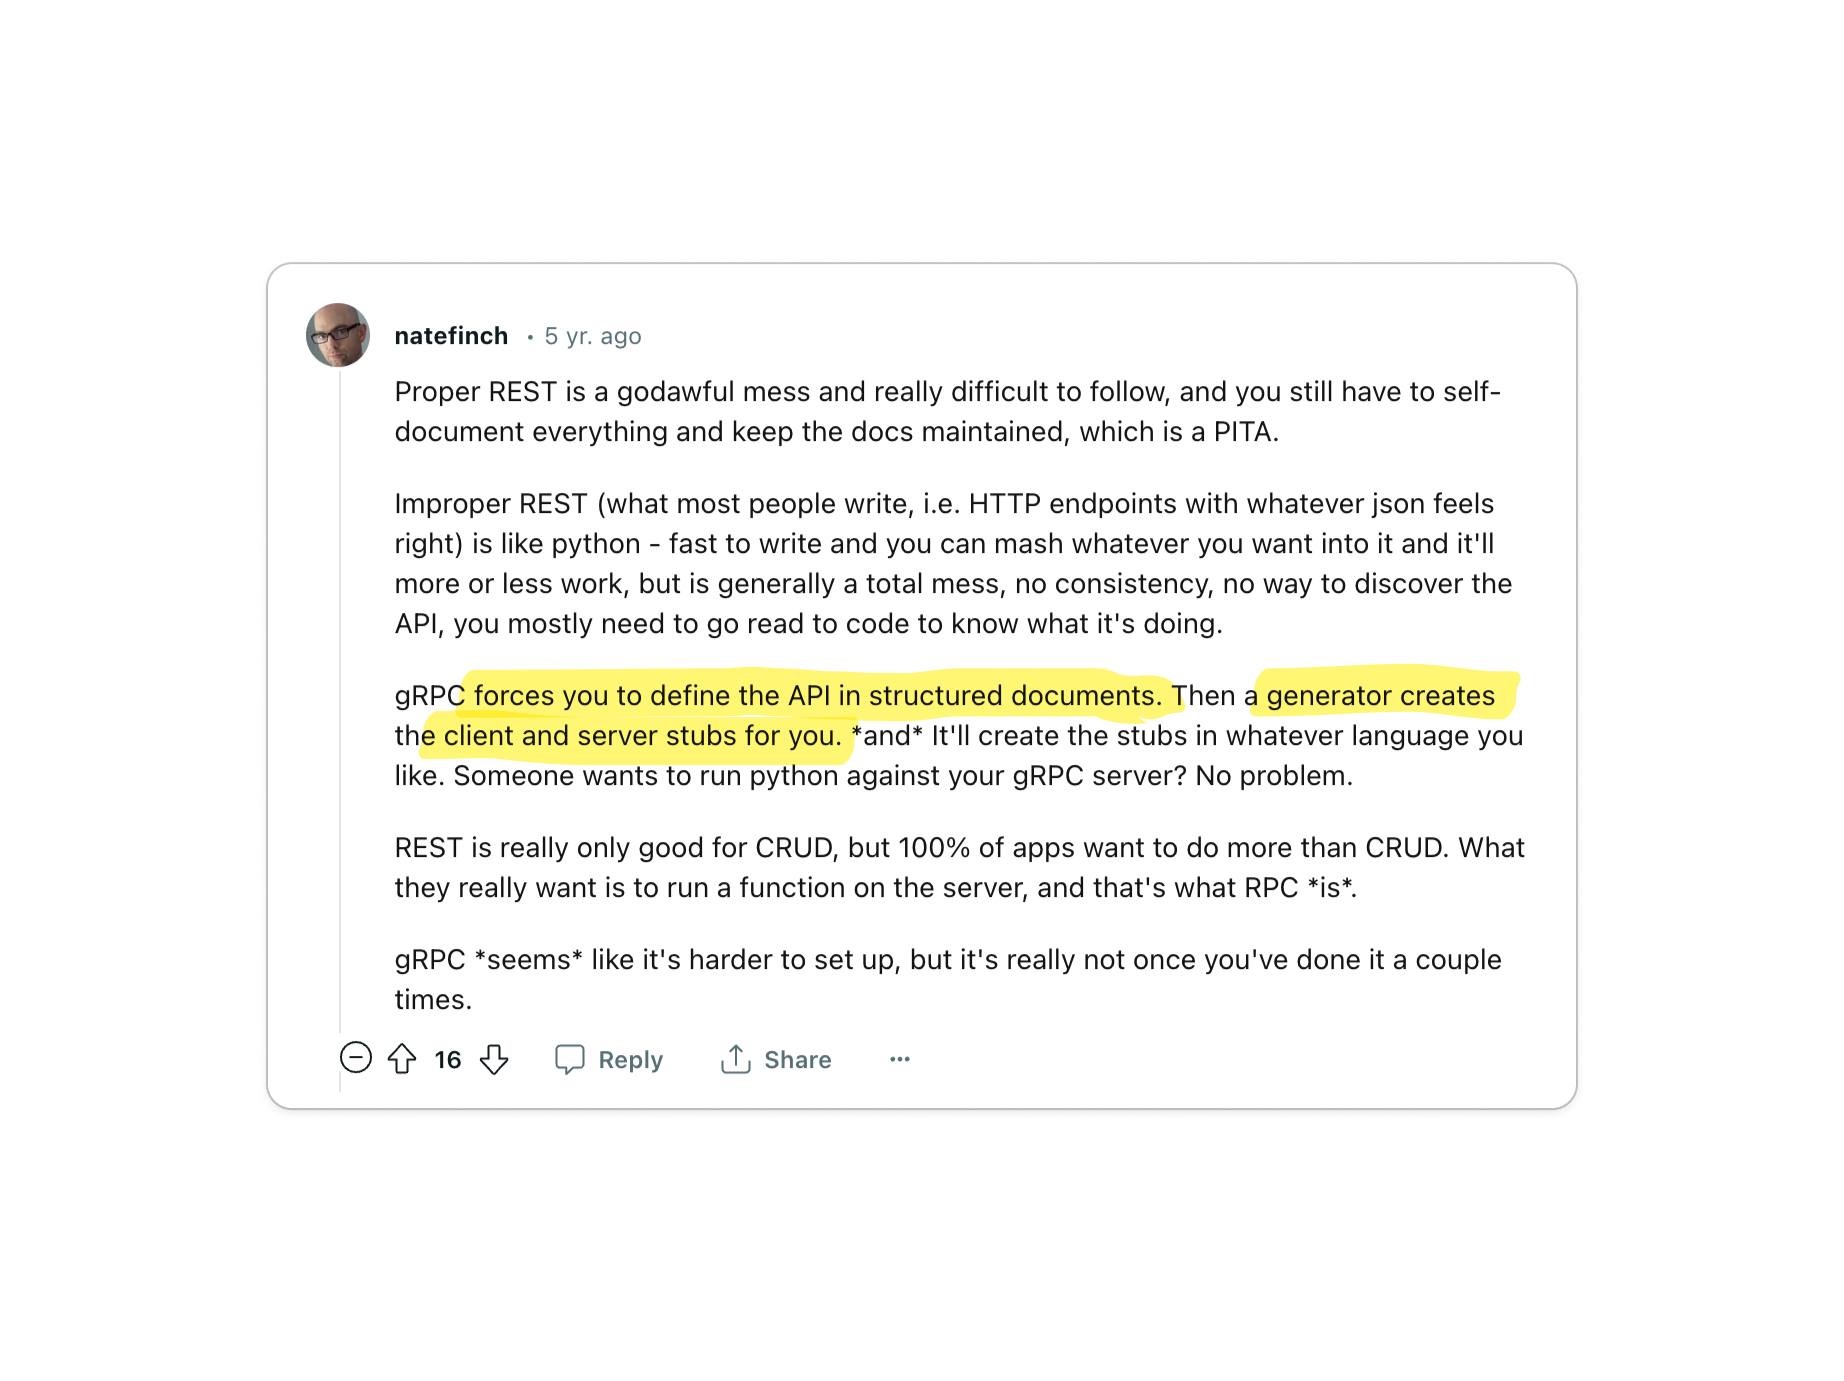 natefinch • 5 yr. ago
Proper REST is a godawful mess and really difficult to follow, and you still have to self-
document everything and keep the docs maintained, which is a PITA.
Improper REST (what most people write, i.e. HTTP endpoints with whatever json feels
right) is like python - fast to write and you can mash whatever you want into it and it'll
more or less work, but is generally a total mess, no consistency, no way to discover the
API, you mostly need to go read to code to know what it's doing.
gRPC forces you to define the API in structured documents. Then a generator creates
the client and server stubs for you. *and* It'll create the stubs in whatever language you
like. Someone wants to run python against your gRPC server? No problem.
REST is really only good for CRUD, but 100% of apps want to do more than CRUD. What
they really want is to run a function on the server, and that's what RPC *is*.
gRPC *seems* like it's harder to set up, but it's really not once you've done it a couple
times.
16 Reply Share ...